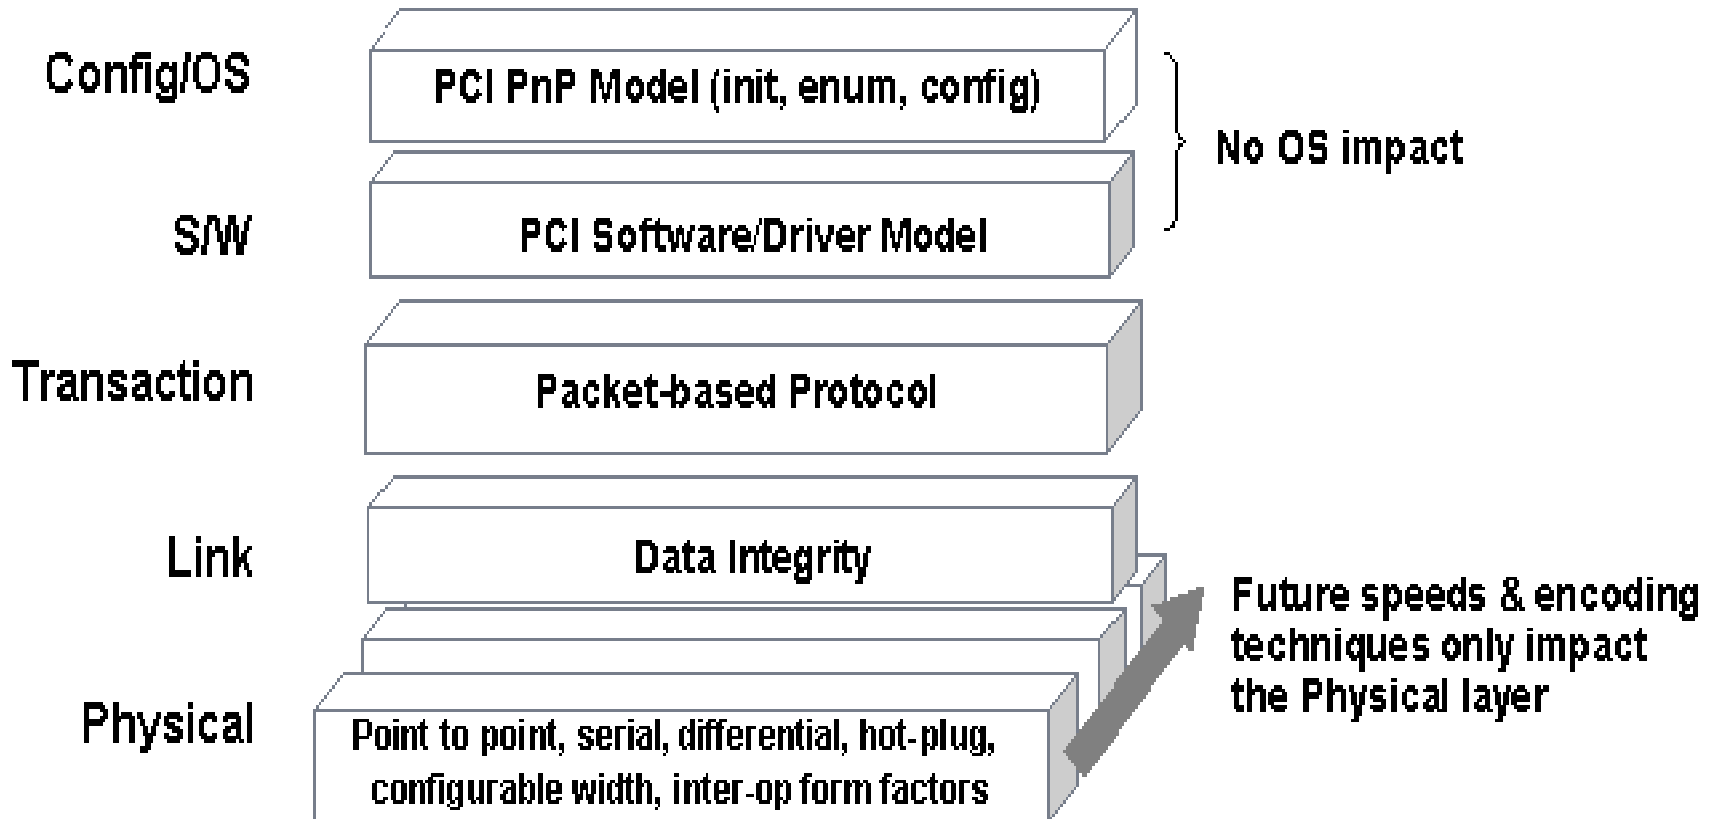 Config/OS
PCI PnP Model (init, enum, config)
No OS impact
S/W
PCI Software/Driver Model
Transaction
Packet-based Protocol
Link
Data Integrity
Future speeds & encoding
techniques only impact
the Physical layer
Physical
Point to point, serial, differential, hot-plug,
configurable width, inter-op form factors